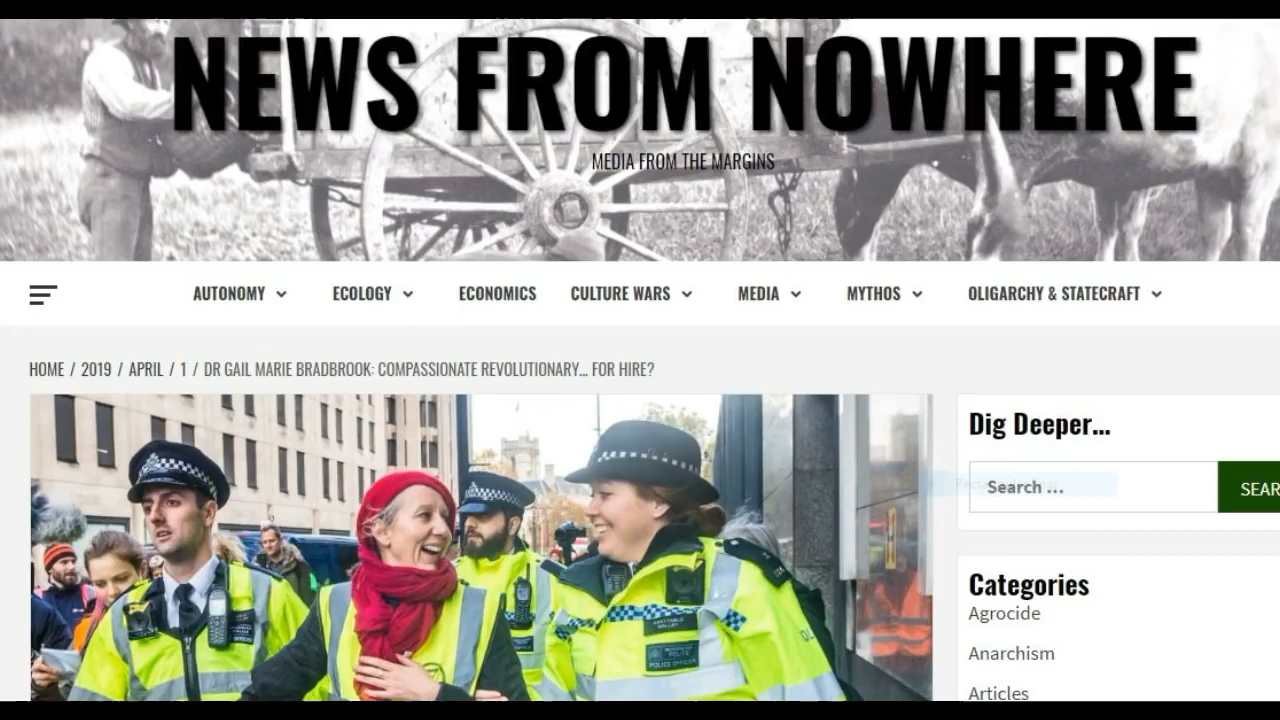 NEWS FROM NOWHERE
MEDIA FROM THE MARGINS
AUTONOMY ECOLOGY ECONOMICS CULTURE WARS MEDIA MYTHOS OLIGARCHY & STATECRAFT
HOME / 2019 / APRIL / 1 / DR GAIL MARIE BRADBROOK: COMPASSIONATE REVOLUTIONARY... FOR HIRE?
Dig Deeper...
Search ...
SEAR
Categories
Agrocide
Anarchism
Articles